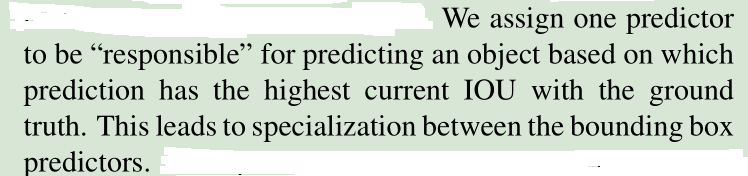 We assign one predictor
to be “responsible” for predicting an object based on which
prediction has the highest current IOU with the ground
truth. This leads to specialization between the bounding box
predictors.